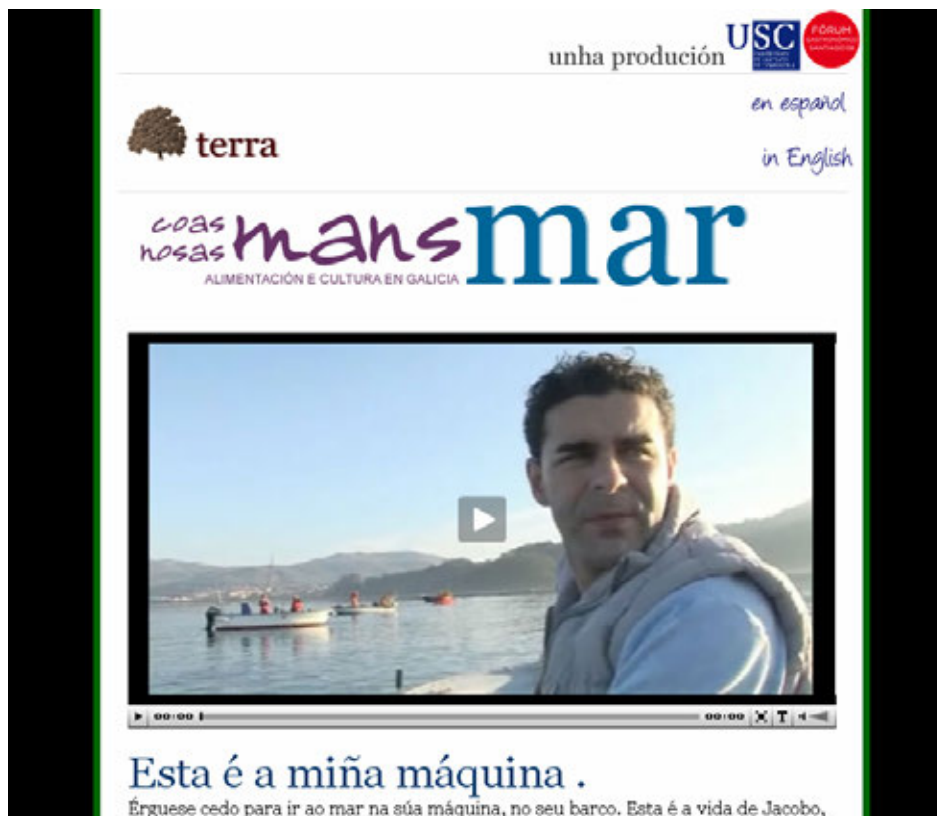 unha produción USC
FÓRUM
GASTRONÓMICO
SANTIAGO08
en español
terra
in English
coas
nosas mans mar
ALIMENTACIÓN E CULTURA EN GALICIA
00:00 00:00 T
Esta é a miña máquina .
Érguese cedo para ir ao mar na súa máquina, no seu barco. Esta é a vida de Jacobo,